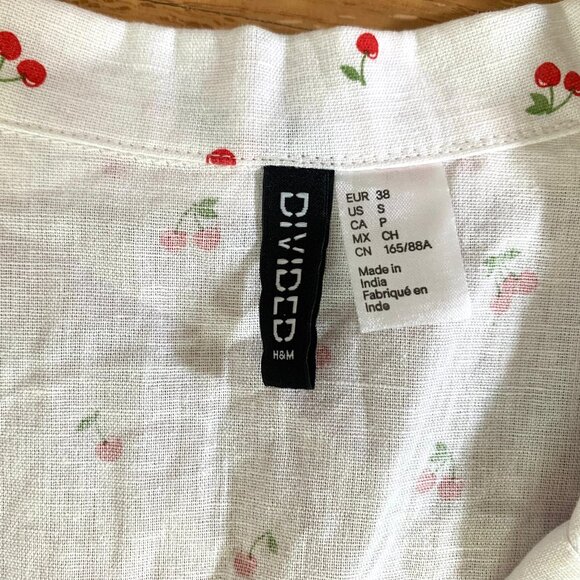 DIVIDED
H&M
EUR 38
US S
CA P
MX CH
CN 165/88A
Made in
India
Fabriqué en
Inde